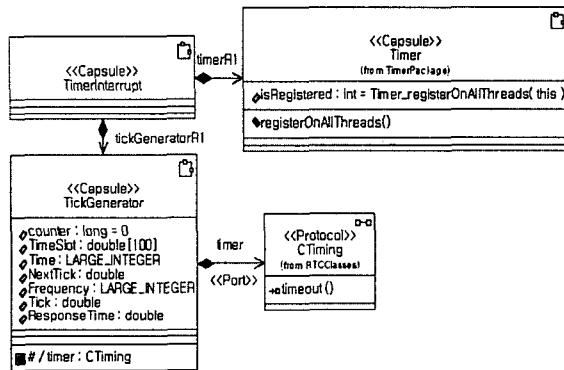 <<Capsule>>
TimerInterrupt
timerR1
<<Capsule>>
Timer
(from TimerPackage)
isRegistered : int = Timer_registerOnAllThreads( this )
registerOnAllThreads()
tickGeneratorR1
<<Capsule>>
TickGenerator
counter : long = 0
TimeSlot : double[100]
Time : LARGE_INTEGER
NextTick : double
Frequency : LARGE_INTEGER
Tick : double
ResponseTime : double
# / timer : CTiming
timer
<<Port>>
<<Protocol>>
CTiming
(from RTCClasses)
timeout ()